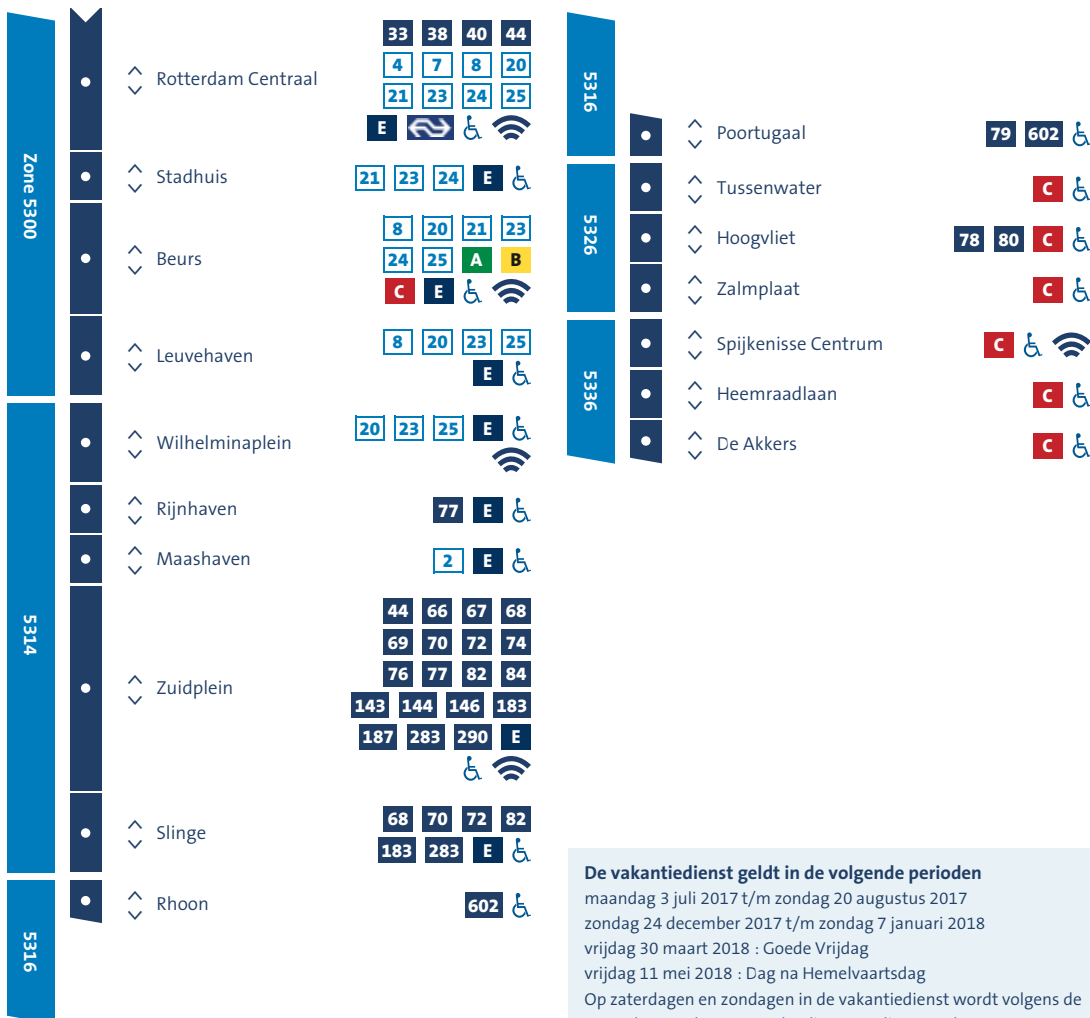 Zone 5300
33 38 40 44
Rotterdam Centraal
4 7 8 20
21 23 24 25
E
Stadhuis
21 23 24 E
8 20 21 23
Beurs
24 25 A B
C E
Leuvehaven
8 20 23 25
E
5314
Wilhelminaplein
20 23 25 E
Rijnhaven
77 E
Maashaven
2 E
44 66 67 68
69 70 72 74
Zuidplein
76 77 82 84
143 144 146 183
187 283 290 E
Slinge
68 70 72 82
183 283 E
5316
Rhoon
602
5316
Poortugaal
79 602
5326
Tussenwater
C
Hoogvliet
78 80 C
Zalmplaat
C
5336
Spijkenisse Centrum
C
Heemraadlaan
C
De Akkers
C
De vakantiedienst geldt in de volgende perioden
maandag 3 juli 2017 t/m zondag 20 augustus 2017
zondag 24 december 2017 t/m zondag 7 januari 2018
vrijdag 30 maart 2018 : Goede Vrijdag
vrijdag 11 mei 2018 : Dag na Hemelvaartsdag
Op zaterdagen en zondagen in de vakantiedienst wordt volgens de